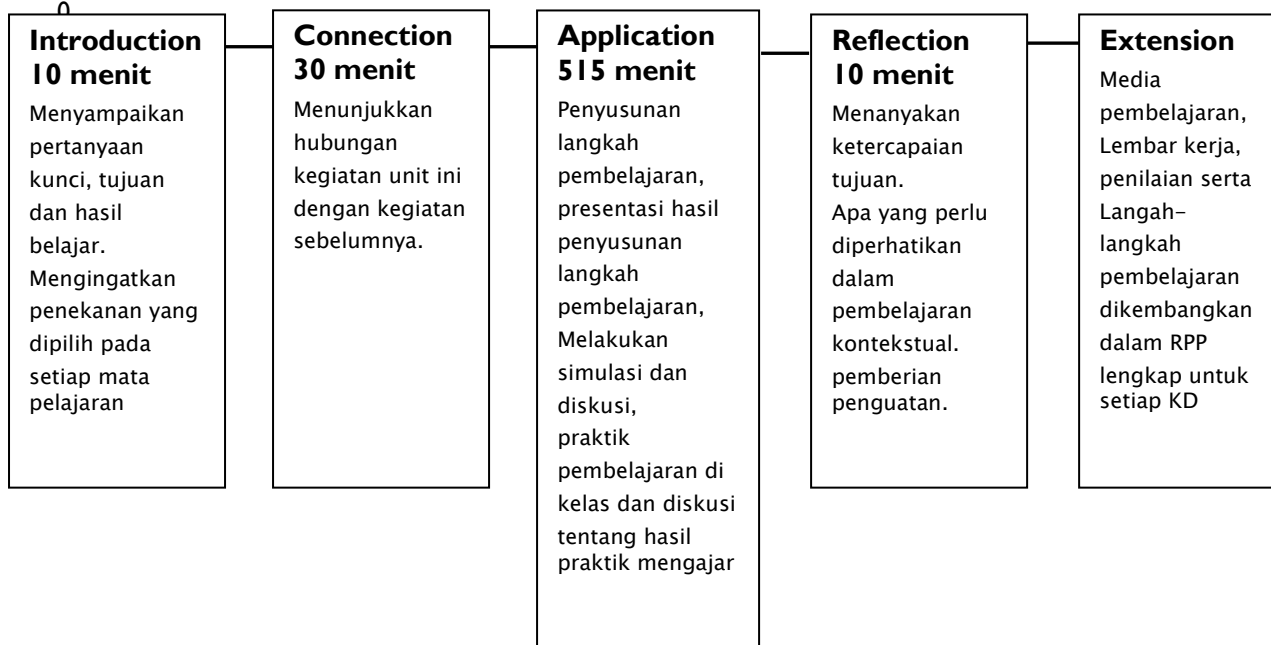 Introduction
10 menit
Menyampaikan
pertanyaan
kunci, tujuan
dan hasil
belajar.
Mengingatkan
penekanan yang
dipilih pada
setiap mata
pelajaran
Connection
30 menit
Menunjukkan
hubungan
kegiatan unit ini
dengan kegiatan
sebelumnya.
Application
515 menit
Penyusunan
langkah
pembelajaran,
presentasi hasil
penyusunan
langkah
pembelajaran,
Melakukan
simulasi dan
diskusi,
praktik
pembelajaran di
kelas dan diskusi
tentang hasil
praktik mengajar
Reflection
10 menit
Menanyakan
ketercapaian
tujuan.
Apa yang perlu
diperhatikan
dalam
pembelajaran
kontekstual.
pemberian
penguatan.
Extension
Media
pembelajaran,
Lembar kerja,
penilaian serta
Langah-
langkah
pembelajaran
dikembangkan
dalam RPP
lengkap untuk
setiap KD